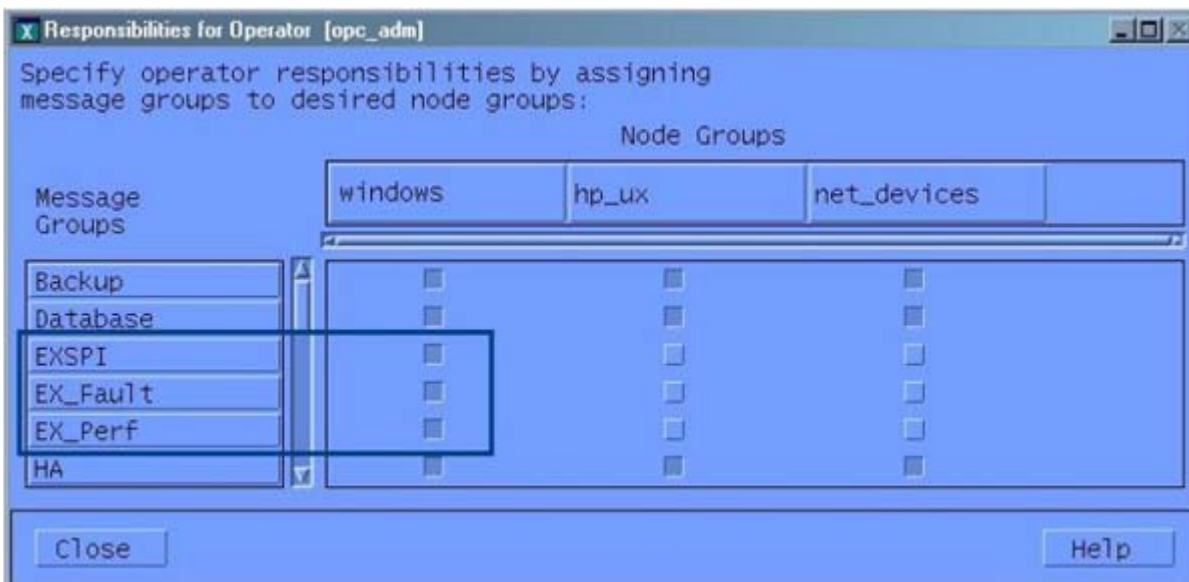 Responsibilities for Operator [opc_adm]
Specify operator responsibilities by assigning
message groups to desired node groups:
Node Groups
Message
Groups
windows
hp_ux
net_devices
Backup
Database
EXSPI
EX_Fault
EX_Perf
HA
Close
Help